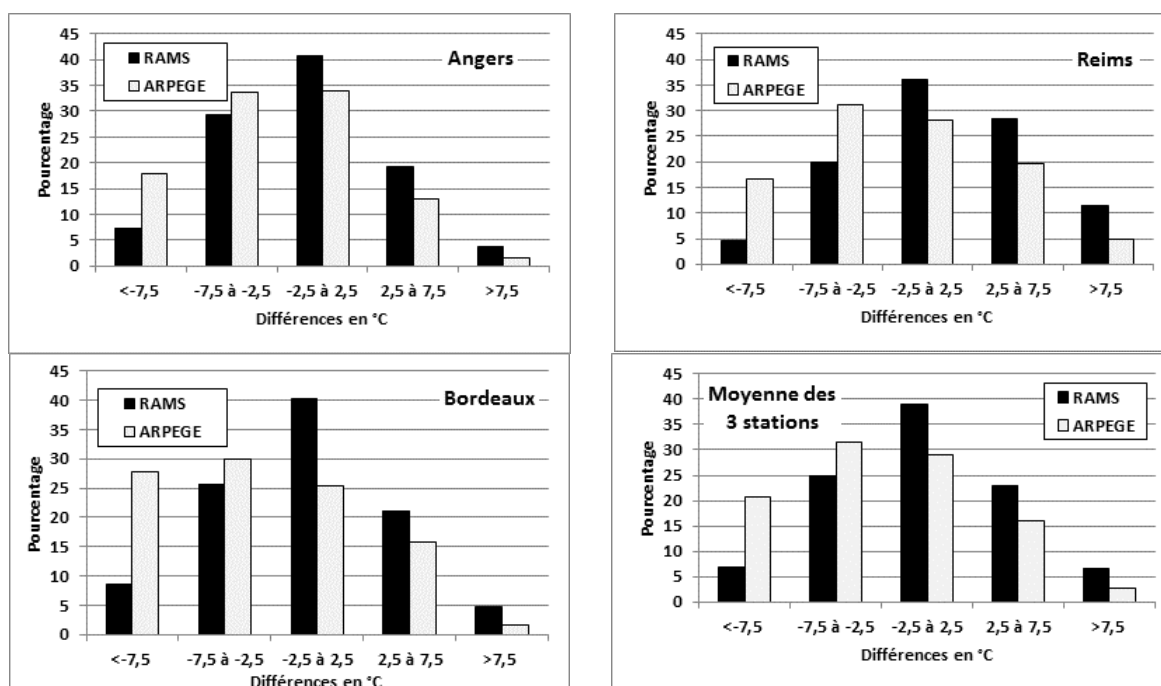 Angers
RAMS
ARPEGE
Pourcentage
45
40
35
30
25
20
15
10
5
0
<-7,5 -7,5 à -2,5 -2,5 à 2,5 2,5 à 7,5 >7,5
Différences en °C
Reims
RAMS
ARPEGE
Pourcentage
45
40
35
30
25
20
15
10
5
0
<-7,5 -7,5 à -2,5 -2,5 à 2,5 2,5 à 7,5 >7,5
Différences en °C
Bordeaux
RAMS
ARPEGE
Pourcentage
45
40
35
30
25
20
15
10
5
0
<-7,5 -7,5 à -2,5 -2,5 à 2,5 2,5 à 7,5 >7,5
Différences en °C
Moyenne des
3 stations
RAMS
ARPEGE
Pourcentage
45
40
35
30
25
20
15
10
5
0
<-7,5 -7,5 à -2,5 -2,5 à 2,5 2,5 à 7,5 >7,5
Différences en °C